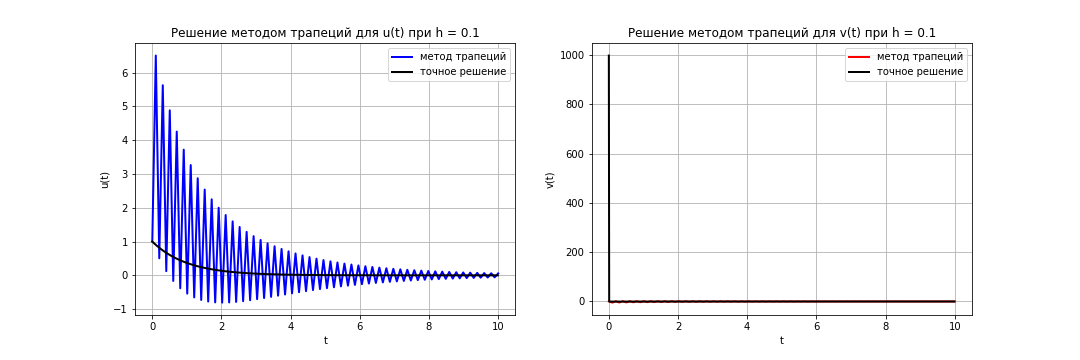 Решение методом трапеций для u(t) при h = 0.1
метод трапеций
точное решение
u(t)
6
5
4
3
2
1
0
−1
0
2
4
6
8
10
t
Решение методом трапеций для v(t) при h = 0.1
метод трапеций
точное решение
v(t)
1000
800
600
400
200
0
0
2
4
6
8
10
t